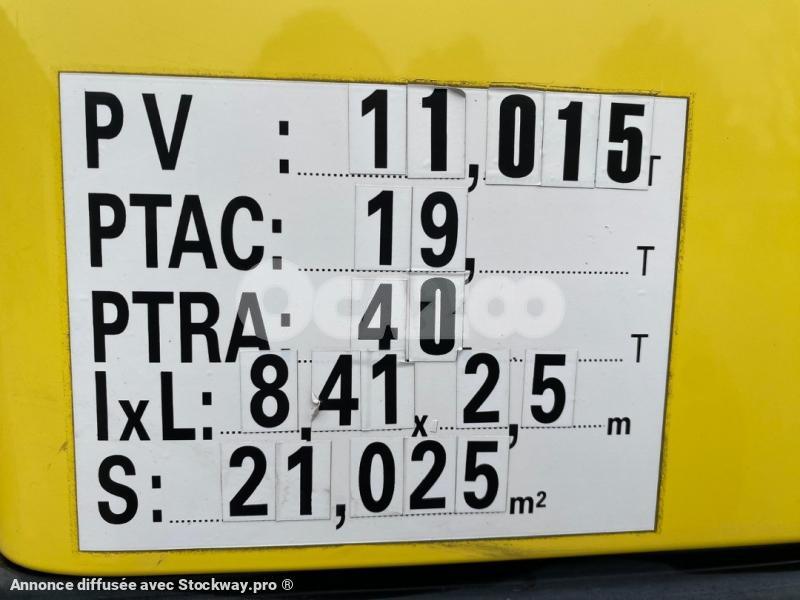 PV : 11,015 T
PTAC: 19, T
PTRA: 40 T
lxL: 8,41 x 2,5 m
S: 21,025 m²
Ocazoo
Annonce diffusée avec Stockway.pro ®